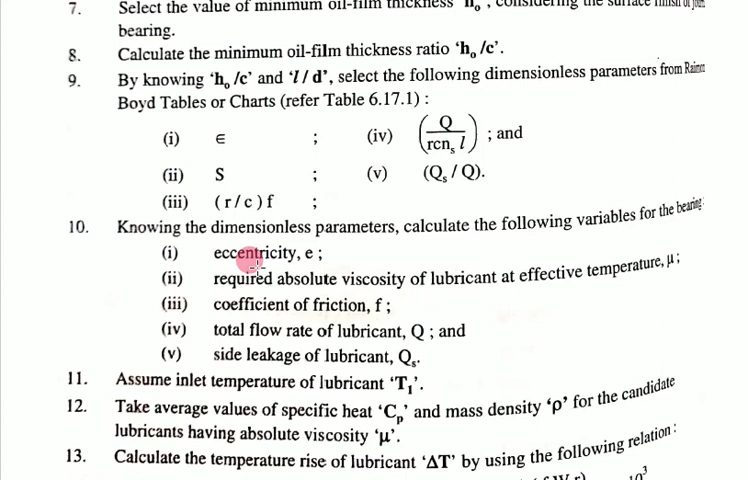 7. Select the value of minimum oil-film thickness 'hₒ', considering the surface finish of
bearing.
8. Calculate the minimum oil-film thickness ratio 'hₒ /c'.
9. By knowing 'hₒ /c' and 'l / d', select the following dimensionless parameters from
Boyd Tables or Charts (refer Table 6.17.1) :
(i) ∈ ; (iv) (Q / rcnₛ l) ; and
(ii) S ; (v) (Qₛ / Q).
(iii) ( r / c ) f ;
10. Knowing the dimensionless parameters, calculate the following variables for the bearing:
(i) eccentricity, e ;
(ii) required absolute viscosity of lubricant at effective temperature, μ ;
(iii) coefficient of friction, f ;
(iv) total flow rate of lubricant, Q ; and
(v) side leakage of lubricant, Qₛ.
11. Assume inlet temperature of lubricant 'T₁'.
12. Take average values of specific heat 'Cₚ' and mass density 'ρ' for the candidate
lubricants having absolute viscosity 'μ'.
13. Calculate the temperature rise of lubricant 'ΔT' by using the following relation :
10³